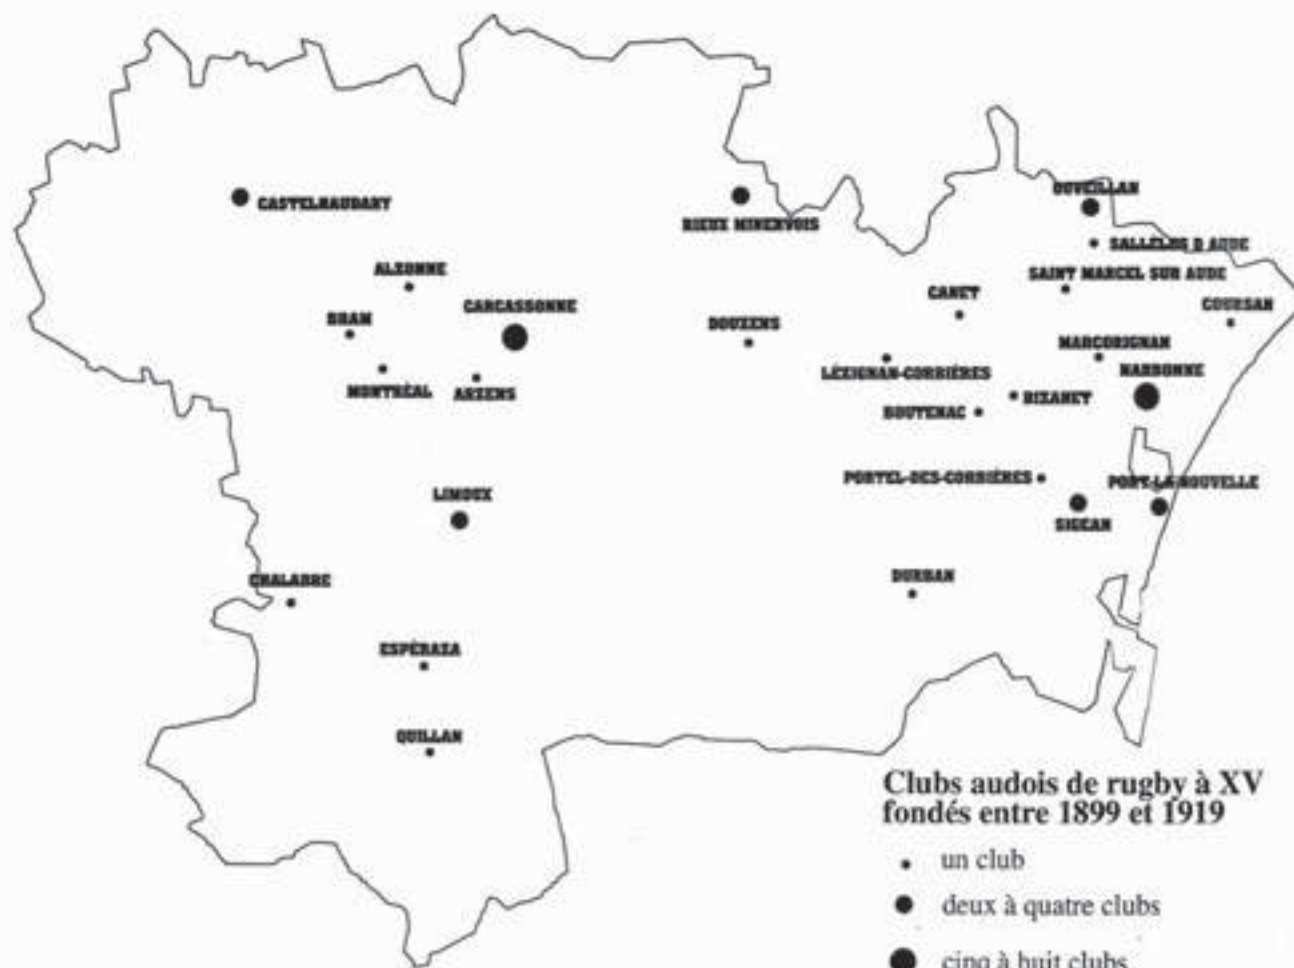 OUVEILLAN
CASTELNAUDARY
RIEUX MINERVOIS
SALLELES D AUDE
ALZONNE
SAINT MARCEL SUR AUDE
CANET
CARCASSONNE
COURSAN
BRAM
DOUZENS
MARCORIGNAN
LÉZIGNAN-CORBIÈRES
NARBONNE
MONTRÉAL
ARZENS
BIZANET
BOUTENAC
PORTEL-DES-CORBIÈRES
PORT-LA-NOUVELLE
LIMOUX
SIGEAN
CHALABRE
DURBAN
ESPÉRAZA
QUILLAN
Clubs audois de rugby à XV
fondés entre 1899 et 1919
un club
deux à quatre clubs
cinq à huit clubs